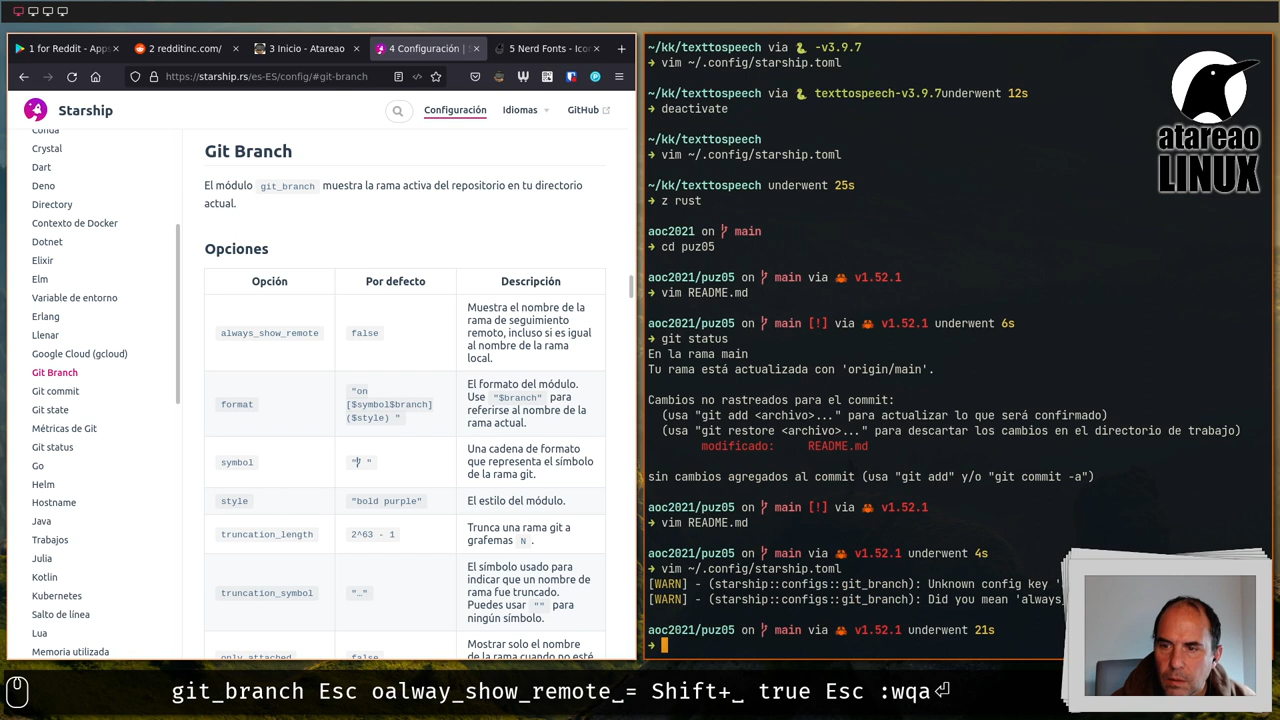 1 for Reddit - Apps
2 redditinc.com/
3 Inicio - Atareao
4 Configuración | S
5 Nerd Fonts - Icon
https://starship.rs/es-ES/config/#git-branch
Starship
Configuración
Idiomas
GitHub
Conda
Crystal
Dart
Deno
Directory
Contexto de Docker
Dotnet
Elixir
Elm
Variable de entorno
Erlang
Llenar
Google Cloud (gcloud)
Git Branch
Git commit
Git state
Métricas de Git
Git status
Go
Helm
Hostname
Java
Trabajos
Julia
Kotlin
Kubernetes
Salto de línea
Lua
Memoria utilizada
Git Branch
El módulo git_branch muestra la rama activa del repositorio en tu directorio
actual.
Opciones
Opción Por defecto Descripción
always_show_remote false Muestra el nombre de la
rama de seguimiento
remoto, incluso si es igual
al nombre de la rama
local.
format "on
[$symbol$branch]
($style) " El formato del módulo.
Use "$branch" para
referirse al nombre de la
rama actual.
symbol " " Una cadena de formato
que representa el símbolo
de la rama git.
style "bold purple" El estilo del módulo.
truncation_length 2^63 - 1 Trunca una rama git a
grafemas N .
truncation_symbol "…" El símbolo usado para
indicar que un nombre de
rama fue truncado.
Puedes usar "" para
ningún símbolo.
only_attached false Mostrar solo el nombre
de la rama cuando no esté
~/kk/texttospeech via 🐍 -v3.9.7
➜ vim ~/.config/starship.toml
~/kk/texttospeech via 🐍 texttospeech-v3.9.7underwent 12s
➜ deactivate
~/kk/texttospeech
➜ vim ~/.config/starship.toml
~/kk/texttospeech underwent 25s
➜ z rust
aoc2021 on  main
➜ cd puz05
aoc2021/puz05 on  main via 🦀 v1.52.1
➜ vim README.md
aoc2021/puz05 on  main [!] via 🦀 v1.52.1 underwent 6s
➜ git status
En la rama main
Tu rama está actualizada con 'origin/main'.
Cambios no rastreados para el commit:
(usa "git add <archivo>..." para actualizar lo que será confirmado)
(usa "git restore <archivo>..." para descartar los cambios en el directorio de trabajo)
modificado: README.md
sin cambios agregados al commit (usa "git add" y/o "git commit -a")
aoc2021/puz05 on  main [!] via 🦀 v1.52.1
➜ vim README.md
aoc2021/puz05 on  main via 🦀 v1.52.1 underwent 4s
➜ vim ~/.config/starship.toml
[WARN] - (starship::configs::git_branch): Unknown config key '
[WARN] - (starship::configs::git_branch): Did you mean 'always_
aoc2021/puz05 on  main via 🦀 v1.52.1 underwent 21s
➜
atareao
LINUX
git_branch Esc oalway_show_remote␣= Shift+␣ true Esc :wqa⏎